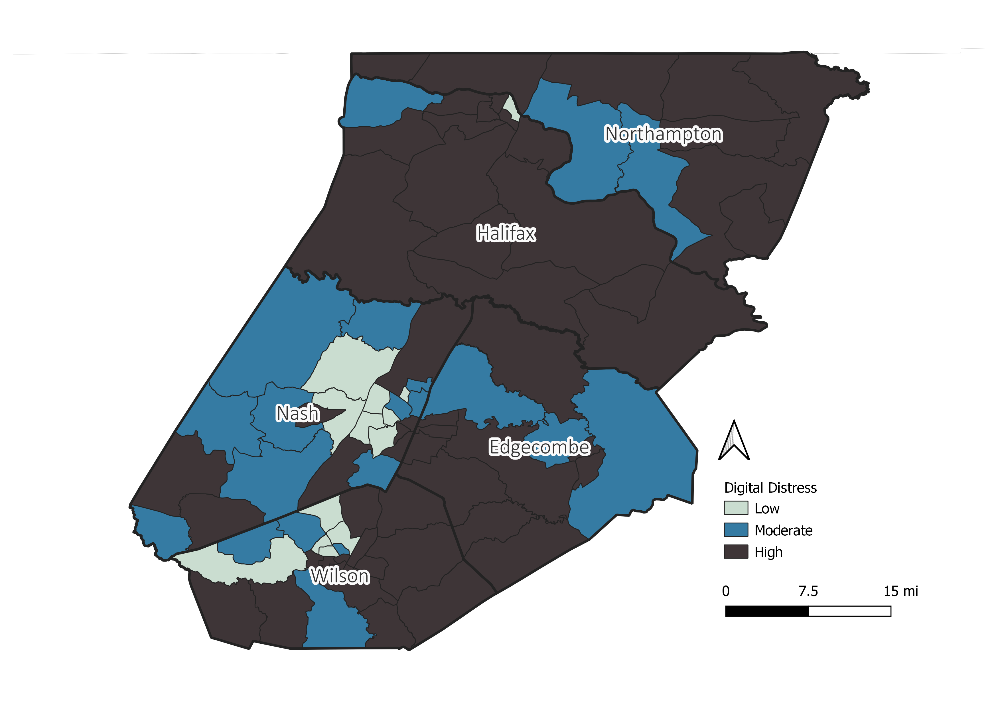 Northampton
Halifax
Nash
Edgecombe
Wilson
Digital Distress
Low
Moderate
High
0 7.5 15 mi